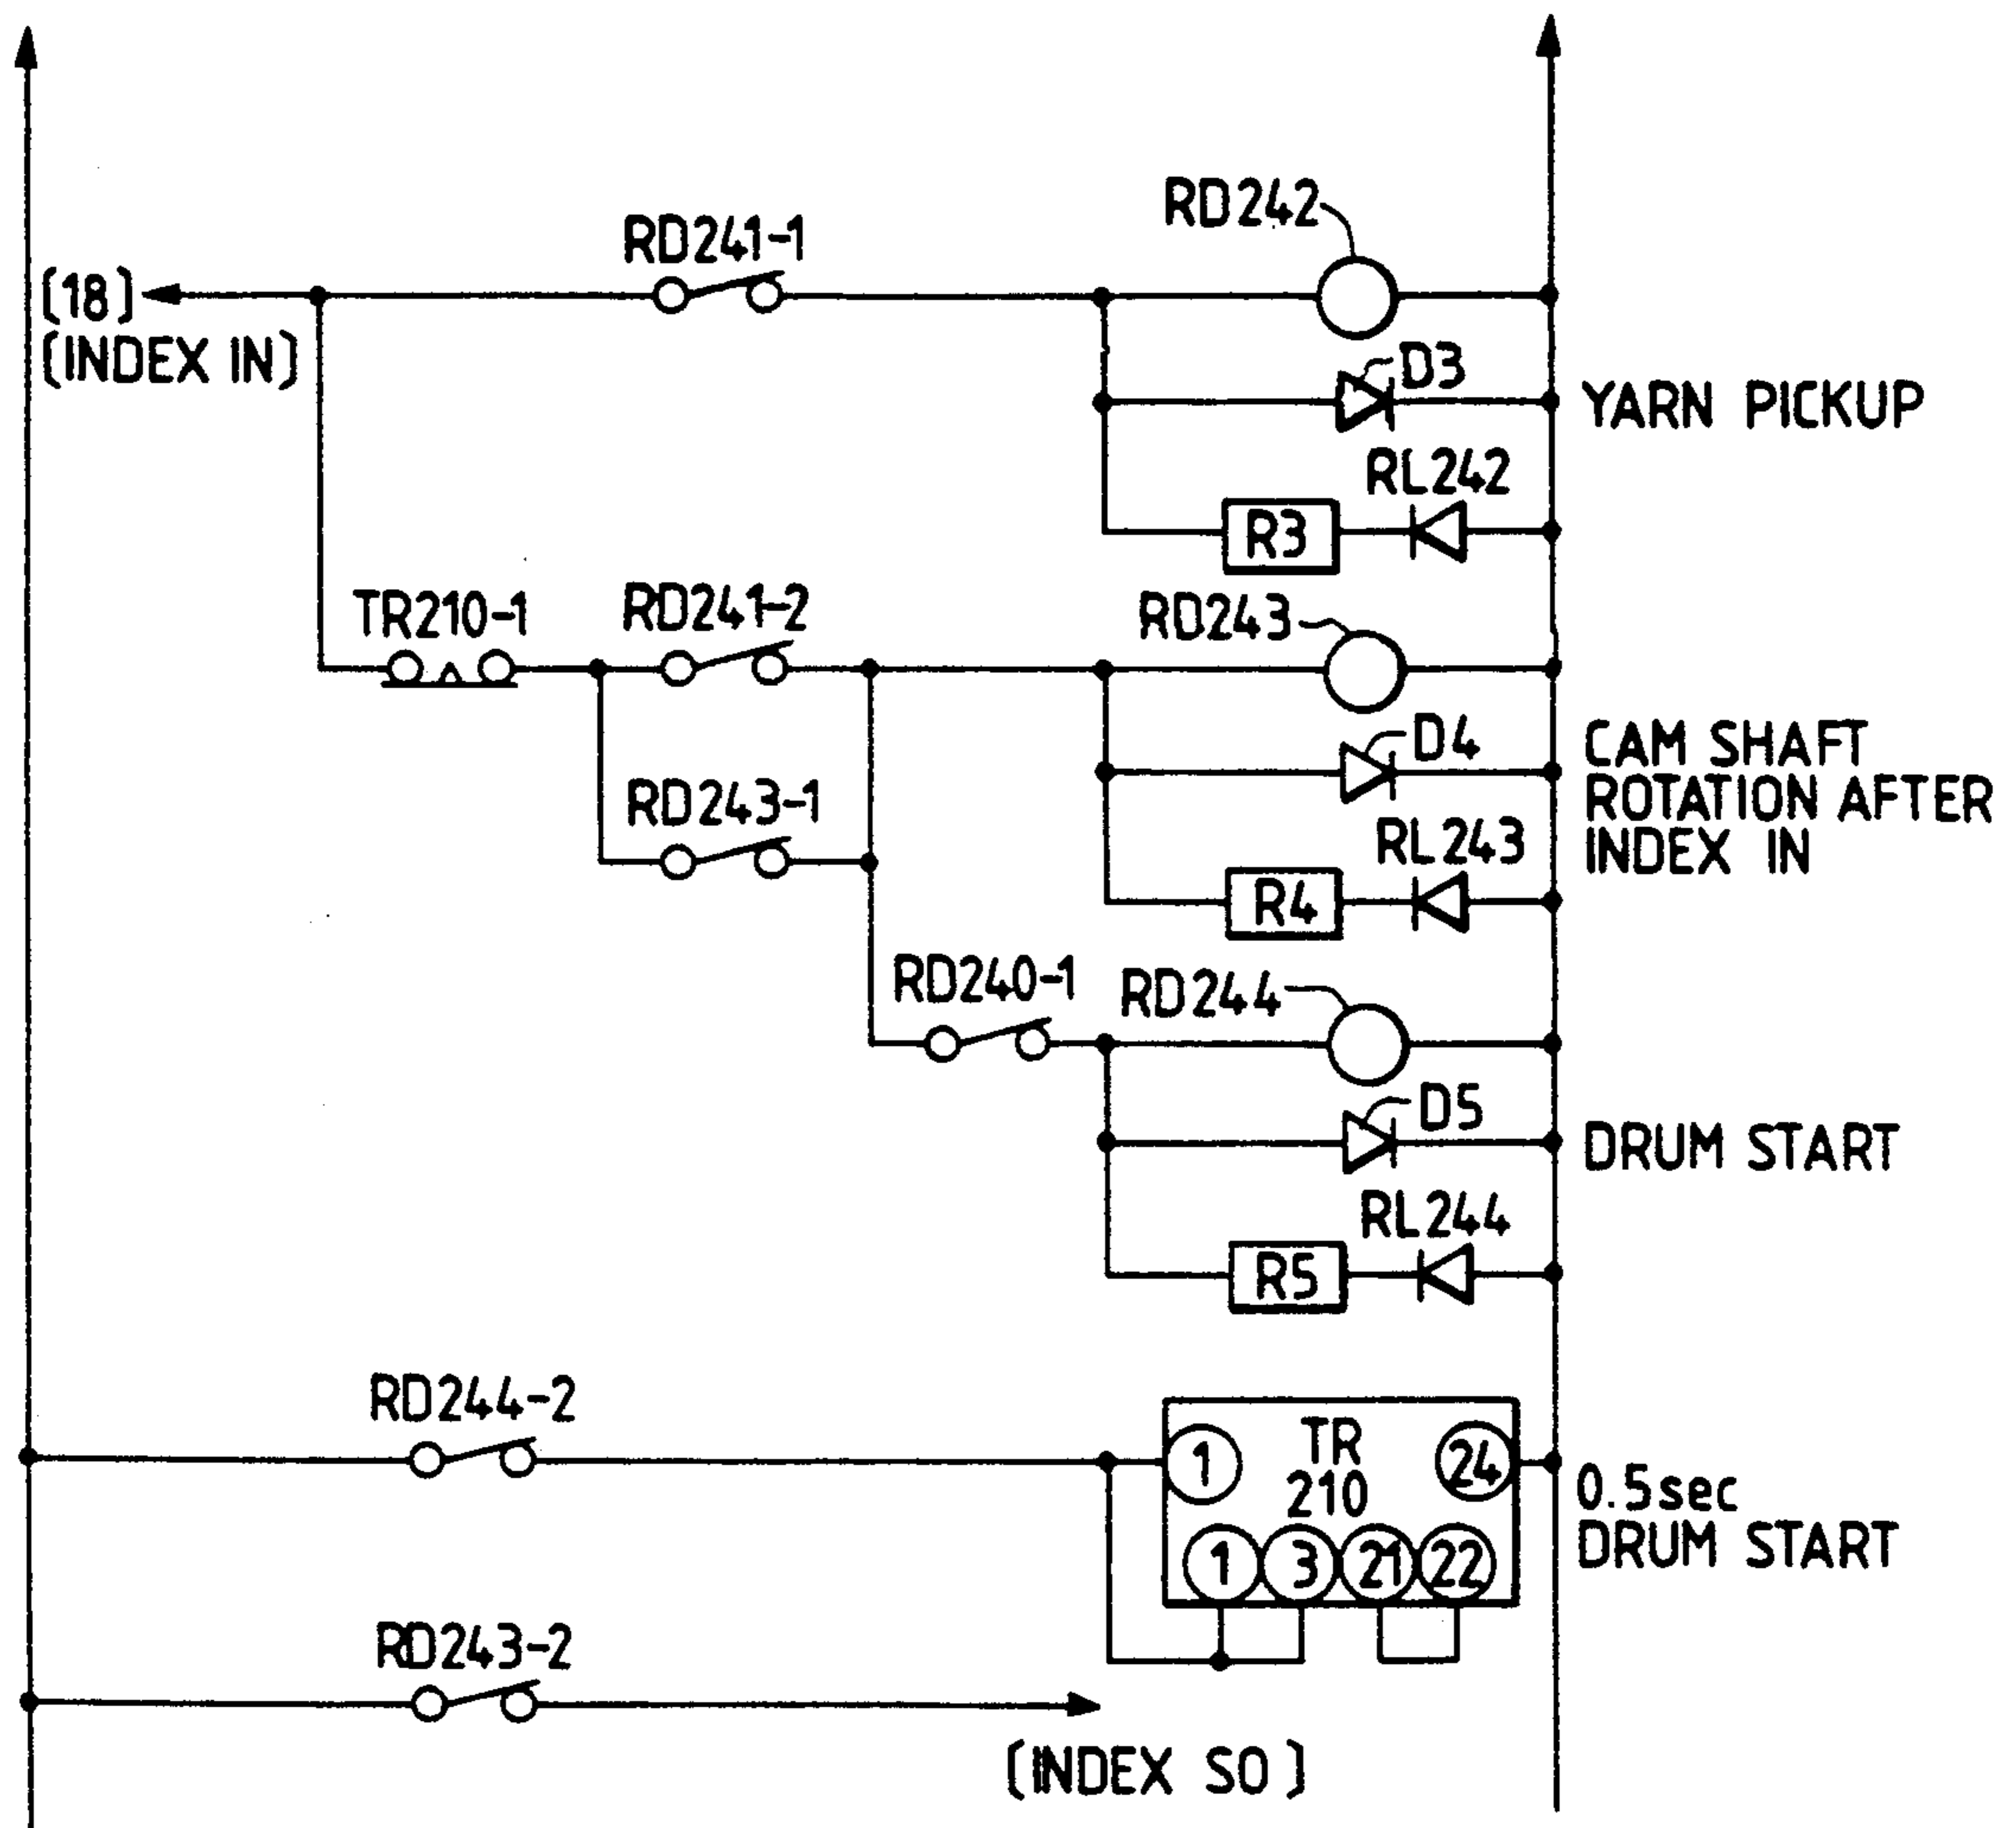 RD242
RD241-1
(18)
(INDEX IN)
D3
YARN PICKUP
RL242
R3
TR210-1
RD241-2
RD243
D4
CAM SHAFT
ROTATION AFTER
INDEX IN
RD243-1
RL243
R4
RD240-1
RD244
D5
DRUM START
RL244
R5
RD244-2
1
TR
210
24
0.5sec
DRUM START
1
3
21
22
RD243-2
(INDEX SO)